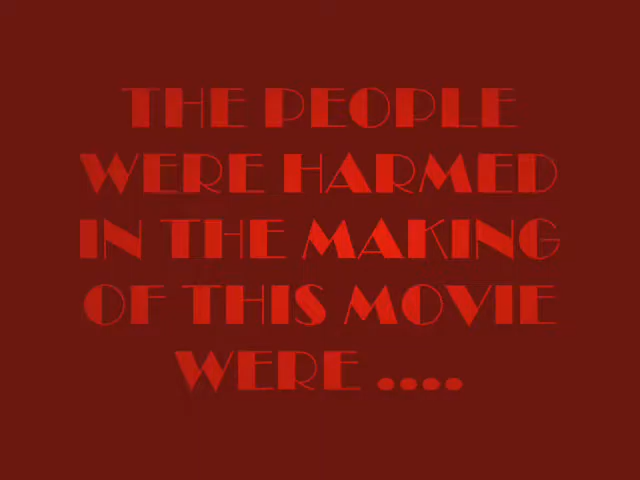 THE PEOPLE
WERE HARMED
IN THE MAKING
OF THIS MOVIE
WERE ....